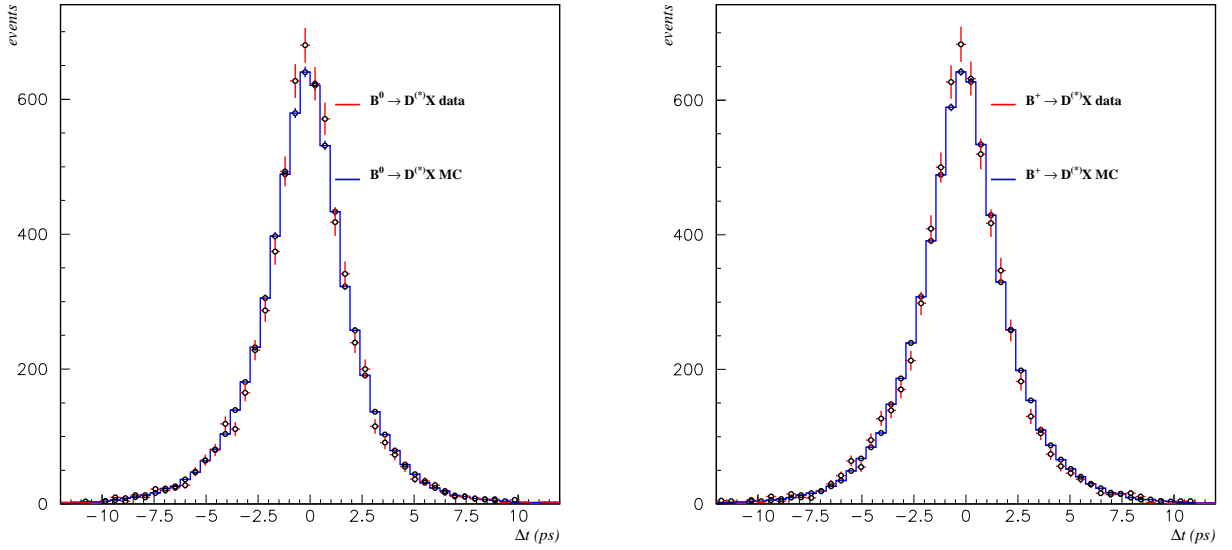 events
600
400
200
0
B⁰ → D⁽*⁾X data
B⁰ → D⁽*⁾X MC
−10 −7.5 −5 −2.5 0 2.5 5 7.5 10
Δt (ps)
events
600
400
200
0
B⁺ → D⁽*⁾X data
B⁺ → D⁽*⁾X MC
−10 −7.5 −5 −2.5 0 2.5 5 7.5 10
Δt (ps)